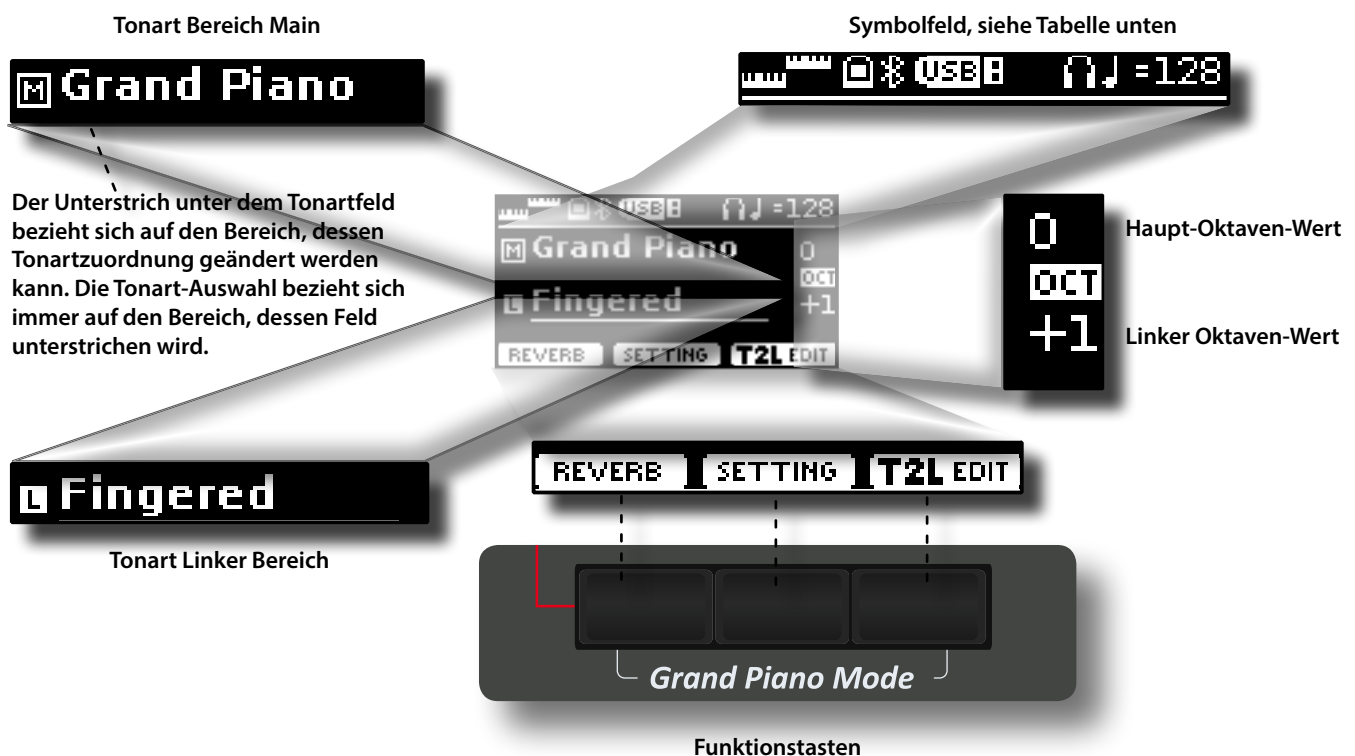 Tonart Bereich Main
Symbolfeld, siehe Tabelle unten
M Grand Piano
USB =128
Der Unterstrich unter dem Tonartfeld
bezieht sich auf den Bereich, dessen
Tonartzuordnung geändert werden
kann. Die Tonart-Auswahl bezieht sich
immer auf den Bereich, dessen Feld
unterstrichen wird.
USB =128
M Grand Piano 0
OCT
L Fingered +1
REVERB SETTING T2L EDIT
0
OCT
+1
Haupt-Oktaven-Wert
Linker Oktaven-Wert
L Fingered
Tonart Linker Bereich
REVERB SETTING T2L EDIT
Grand Piano Mode
Funktionstasten